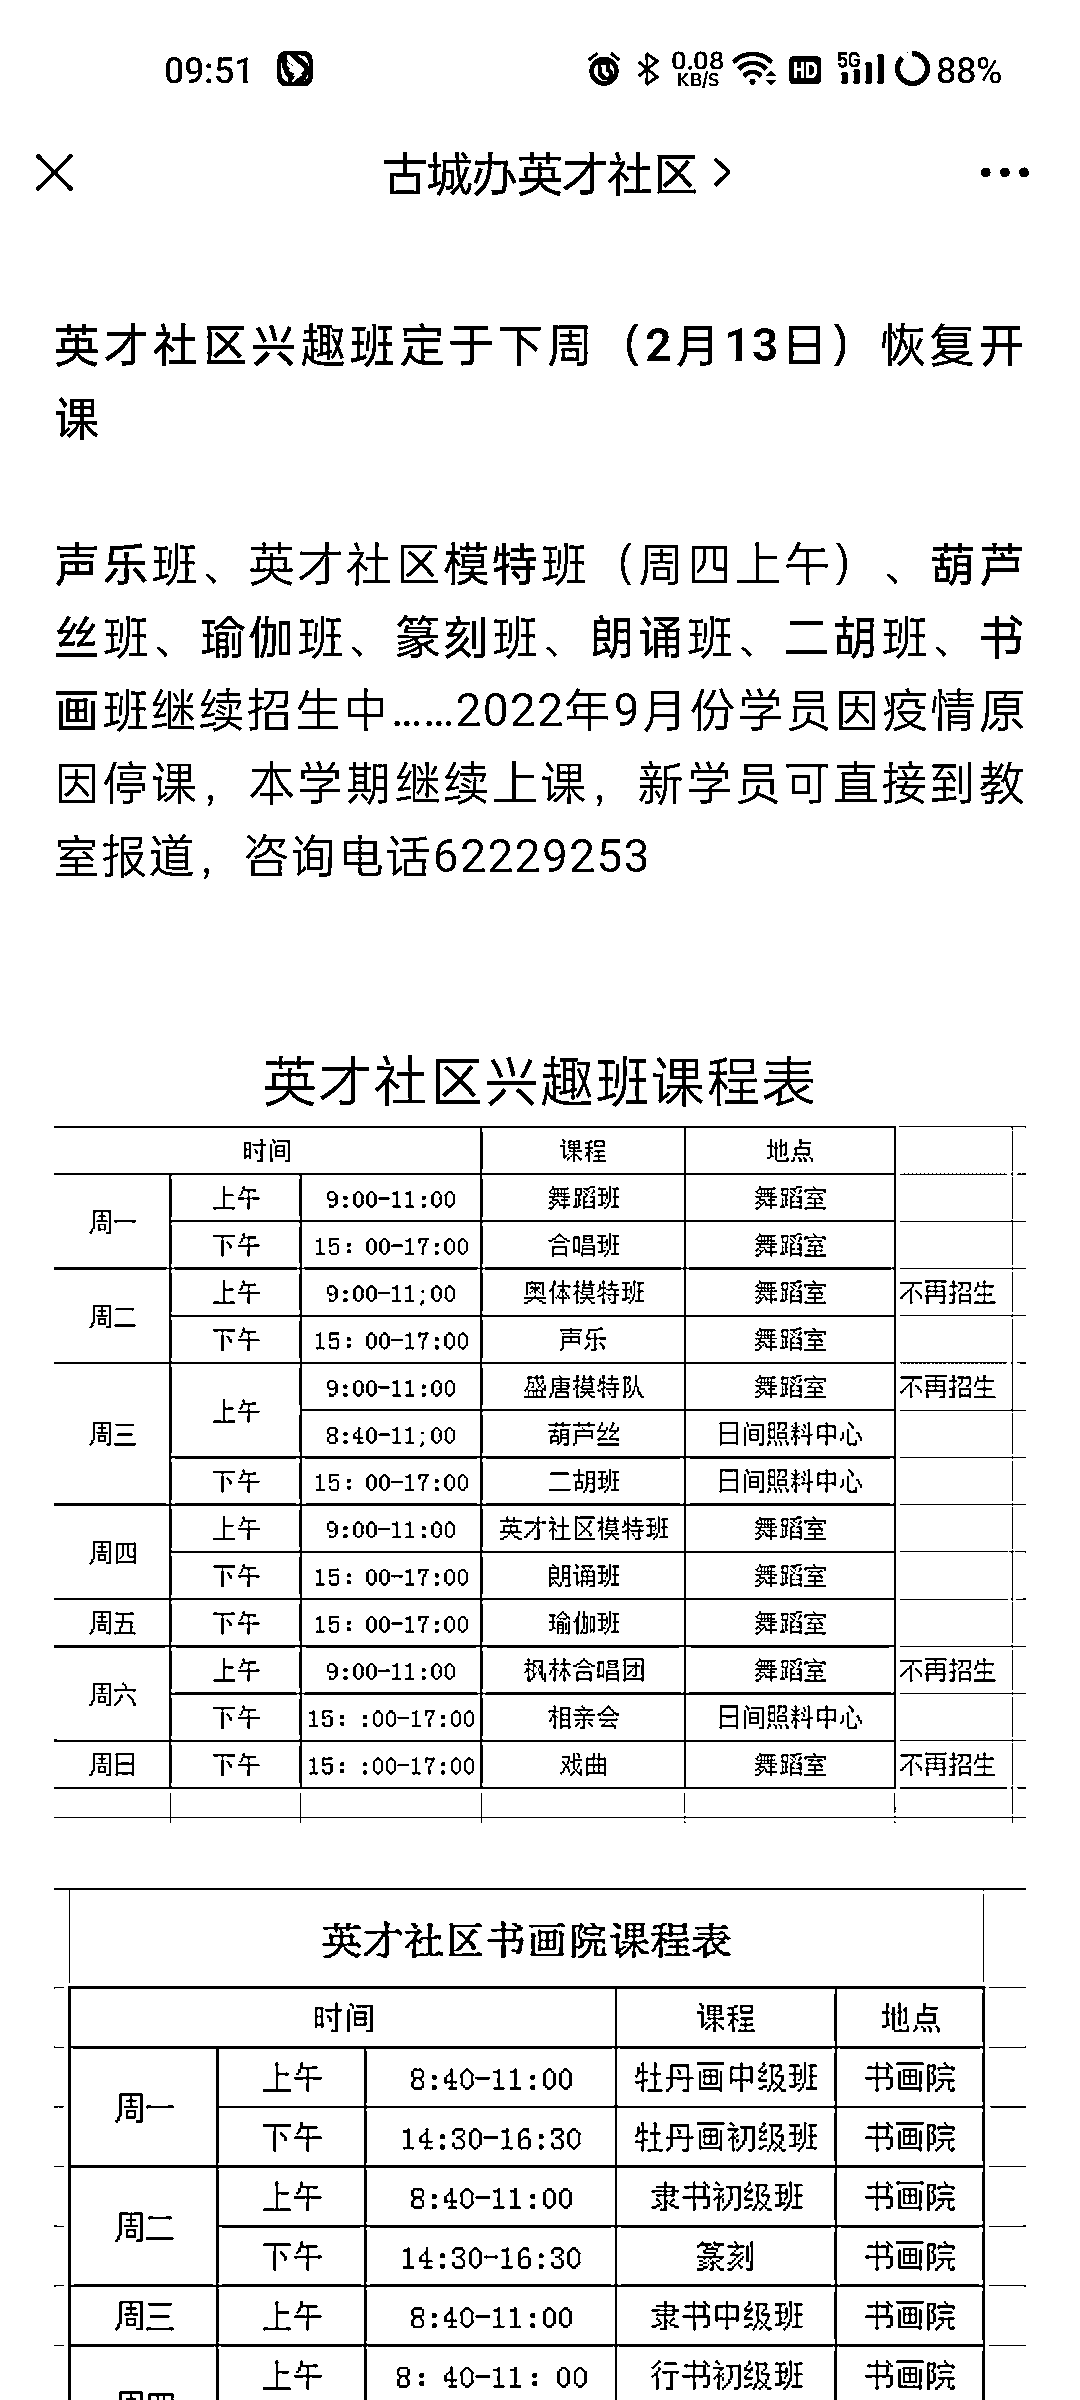 09:51
0.08
KB/S
HD
5G
88%
古城办英才社区
英才社区兴趣班定于下周（2月13日）恢复开
课
声乐班、英才社区模特班（周四上午）、葫芦
丝班、瑜伽班、篆刻班、朗诵班、二胡班、书
画班继续招生中......2022年9月份学员因疫情原
因停课，本学期继续上课，新学员可直接到教
室报道，咨询电话62229253
英才社区兴趣班课程表
时间 课程 地点
周一 上午 9:00-11:00 舞蹈班 舞蹈室
下午 15：00-17:00 合唱班 舞蹈室
周二 上午 9:00-11;00 奥体模特班 舞蹈室 不再招生
下午 15：00-17:00 声乐 舞蹈室
周三 上午 9:00-11:00 盛唐模特队 舞蹈室 不再招生
8:40-11;00 葫芦丝 日间照料中心
下午 15：00-17:00 二胡班 日间照料中心
周四 上午 9:00-11:00 英才社区模特班 舞蹈室
下午 15：00-17:00 朗诵班 舞蹈室
周五 下午 15：00-17:00 瑜伽班 舞蹈室
周六 上午 9:00-11:00 枫林合唱团 舞蹈室 不再招生
下午 15：:00-17:00 相亲会 日间照料中心
周日 下午 15：:00-17:00 戏曲 舞蹈室 不再招生
英才社区书画院课程表
时间 课程 地点
周一 上午 8:40-11:00 牡丹画中级班 书画院
下午 14:30-16:30 牡丹画初级班 书画院
周二 上午 8:40-11:00 隶书初级班 书画院
下午 14:30-16:30 篆刻 书画院
周三 上午 8:40-11:00 隶书中级班 书画院
周四 上午 8：40-11：00 行书初级班 书画院